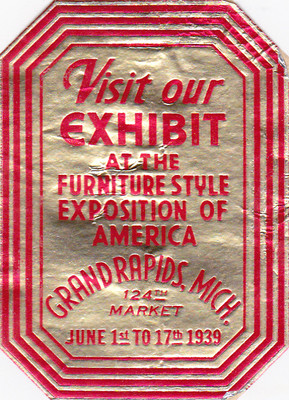 Visit our
EXHIBIT
AT THE
FURNITURE STYLE
EXPOSITION OF
AMERICA
GRAND RAPIDS, MICH.
124TH
MARKET
JUNE 1st TO 17th 1939